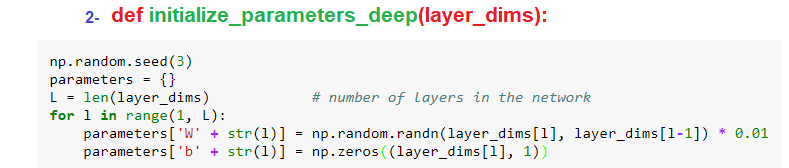 2- def initialize_parameters_deep(layer_dims):
np.random.seed(3)
parameters = {}
L = len(layer_dims) # number of layers in the network
for l in range(1, L):
parameters['W' + str(l)] = np.random.randn(layer_dims[l], layer_dims[l-1]) * 0.01
parameters['b' + str(l)] = np.zeros((layer_dims[l], 1))